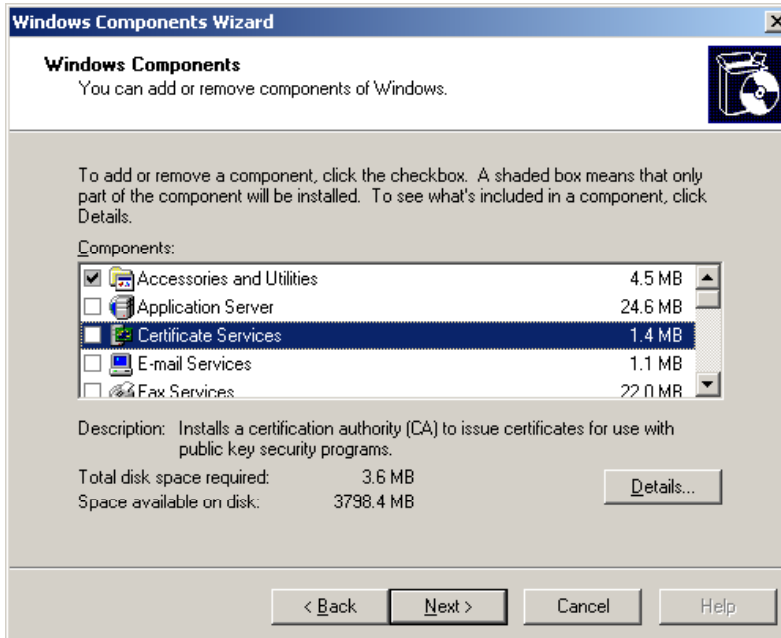 Windows Components Wizard
Windows Components
You can add or remove components of Windows.
To add or remove a component, click the checkbox. A shaded box means that only
part of the component will be installed. To see what's included in a component, click
Details.
Components:
Accessories and Utilities 4.5 MB
Application Server 24.6 MB
Certificate Services 1.4 MB
E-mail Services 1.1 MB
Fax Services 22.0 MB
Description: Installs a certification authority (CA) to issue certificates for use with
public key security programs.
Total disk space required: 3.6 MB
Space available on disk: 3798.4 MB
Details...
< Back Next > Cancel Help